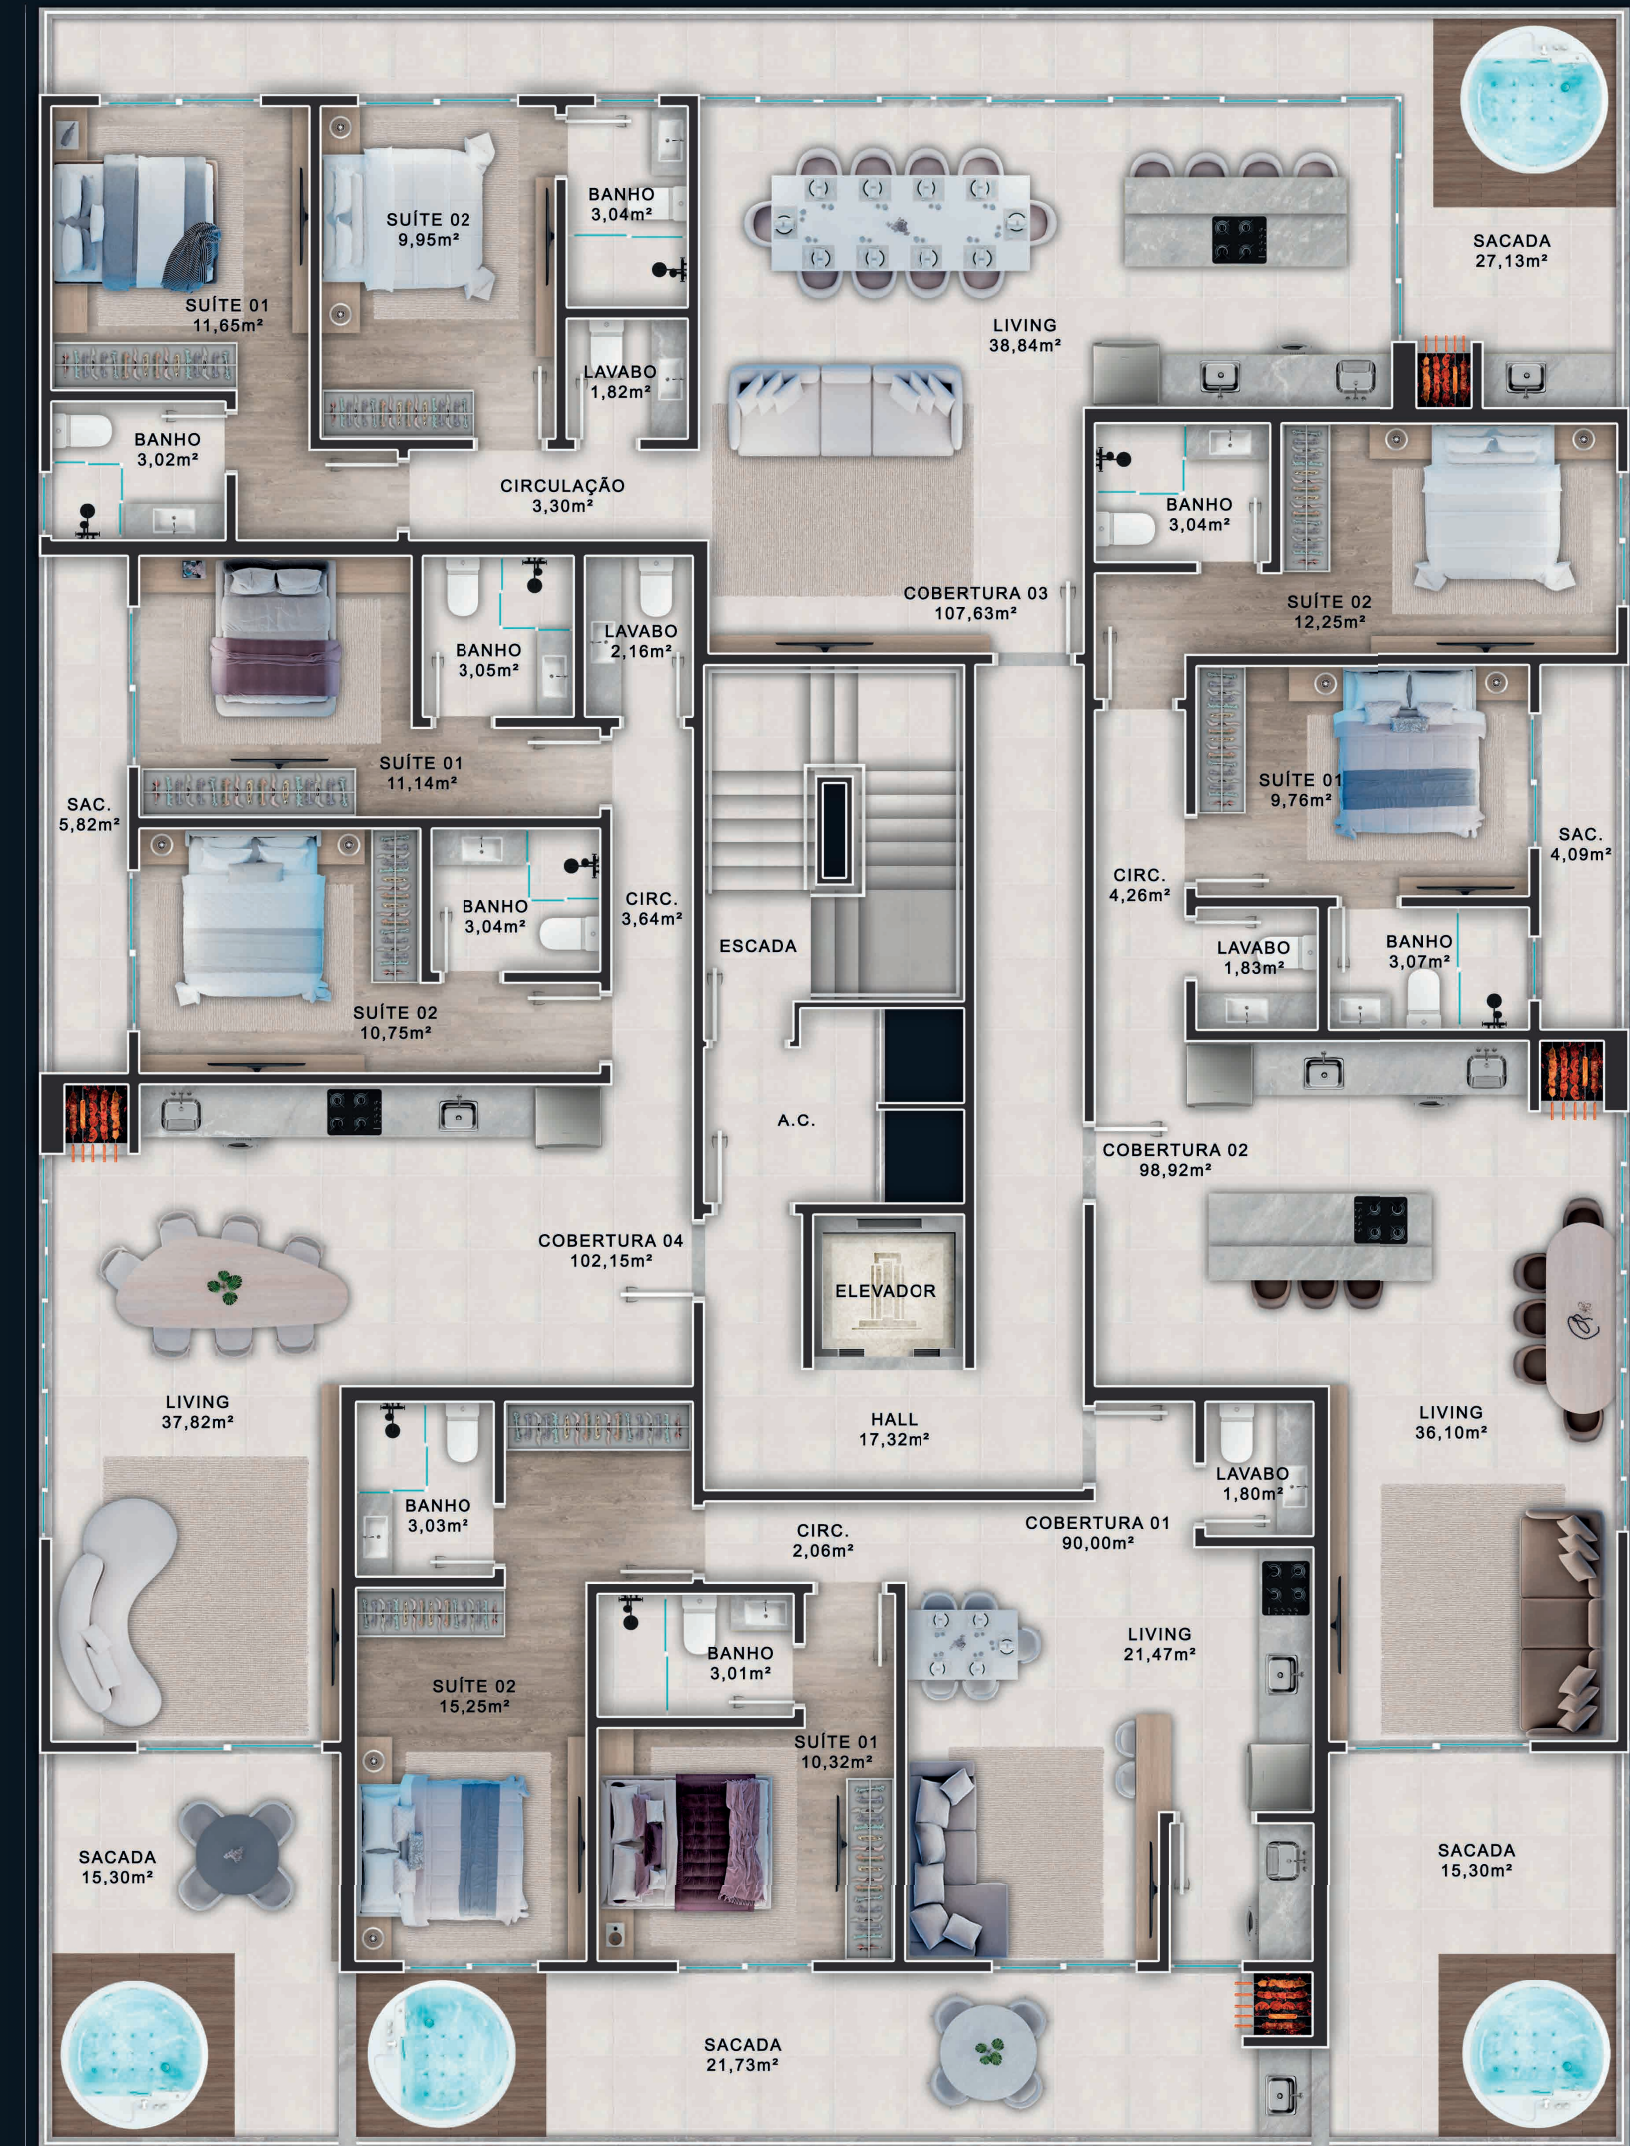 SUÍTE 01
11,65m²
SUÍTE 02
9,95m²
BANHO
3,04m²
LAVABO
1,82m²
LIVING
38,84m²
SACADA
27,13m²
BANHO
3,02m²
CIRCULAÇÃO
3,30m²
BANHO
3,04m²
SUÍTE 02
12,25m²
COBERTURA 03
107,63m²
BANHO
3,05m²
LAVABO
2,16m²
SUÍTE 01
11,14m²
SAC.
5,82m²
SUÍTE 01
9,76m²
SAC.
4,09m²
BANHO
3,04m²
CIRC.
3,64m²
ESCADA
CIRC.
4,26m²
LAVABO
1,83m²
BANHO
3,07m²
SUÍTE 02
10,75m²
A.C.
COBERTURA 02
98,92m²
COBERTURA 04
102,15m²
ELEVADOR
LIVING
37,82m²
HALL
17,32m²
LIVING
36,10m²
LAVABO
1,80m²
BANHO
3,03m²
CIRC.
2,06m²
COBERTURA 01
90,00m²
LIVING
21,47m²
BANHO
3,01m²
SUÍTE 02
15,25m²
SUÍTE 01
10,32m²
SACADA
15,30m²
SACADA
15,30m²
SACADA
21,73m²